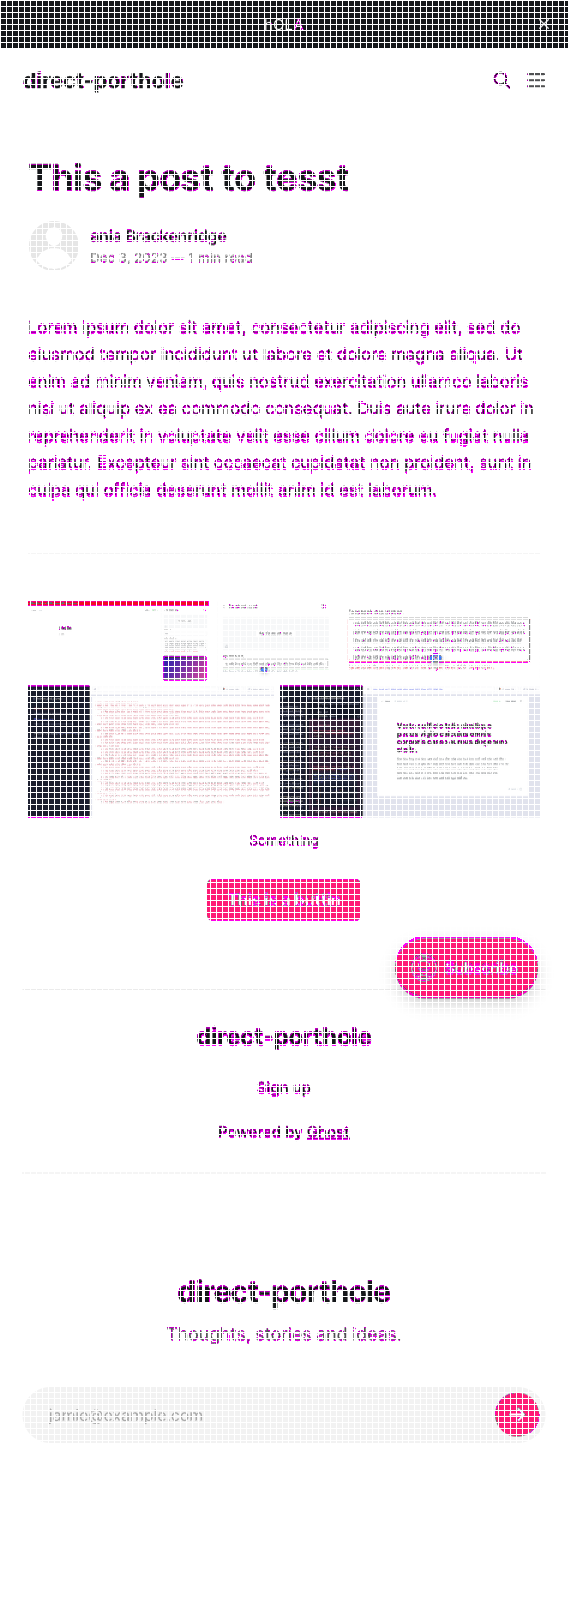 HOLA
direct-porthole
This a post to tesst
ania Brackenridge
Dec 3, 2023 — 1 min read
Lorem ipsum dolor sit amet, consectetur adipiscing elit, sed do
eiusmod tempor incididunt ut labore et dolore magna aliqua. Ut
enim ad minim veniam, quis nostrud exercitation ullamco laboris
nisi ut aliquip ex ea commodo consequat. Duis aute irure dolor in
reprehenderit in voluptate velit esse cillum dolore eu fugiat nulla
pariatur. Excepteur sint occaecat cupidatat non proident, sunt in
culpa qui officia deserunt mollit anim id est laborum.
Something
This is a button
Subscribe
direct-porthole
Sign up
Powered by Ghost
direct-porthole
Thoughts, stories and ideas.
jamie@example.com